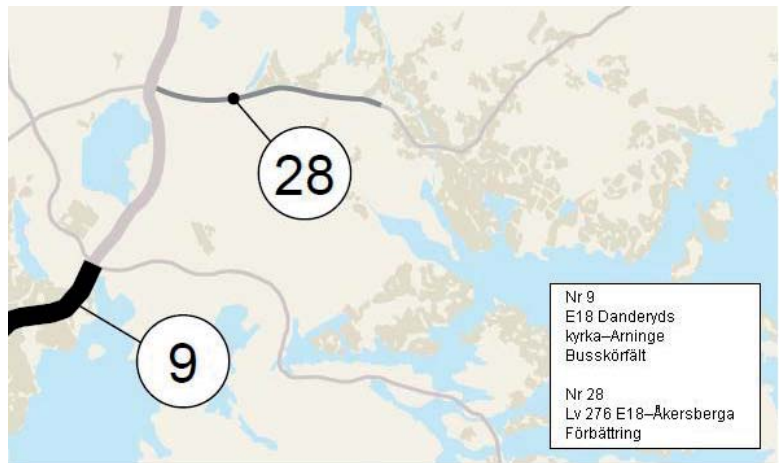 28
9
Nr 9
E18 Danderyds
kyrka–Arninge
Busskörfält
Nr 28
Lv 276 E18–Åkersberga
Förbättring